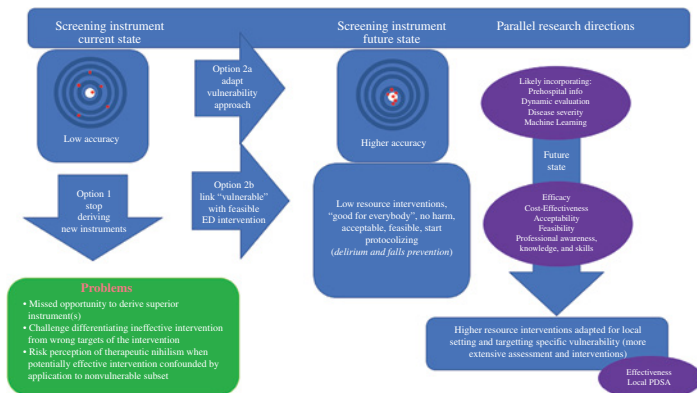 Screening instrument
current state
Screening instrument
future state
Parallel research directions
Low accuracy
Option 2a
adapt
vulnerability
approach
Higher accuracy
Likely incorporating:
Prehospital info
Dynamic evaluation
Disease severity
Machine Learning
Future
state
Option 1
stop
deriving
new instruments
Option 2b
link “vulnerable”
with feasible
ED intervention
Low resource interventions,
“good for everybody”, no harm,
acceptable, feasible, start
protocolizing
(delirium and falls prevention)
Efficacy
Cost-Effectiveness
Acceptability
Feasibility
Professional awareness,
knowledge, and skills
Problems
• Missed opportunity to derive superior
instrument(s)
• Challenge differentiating ineffective intervention
from wrong targets of the intervention
• Risk perception of therapeutic nihilism when
potentially effective intervention confounded by
application to nonvulnerable subset
Higher resource interventions adapted for local
setting and targetting specific vulnerability (more
extensive assessment and interventions)
Effectiveness
Local PDSA